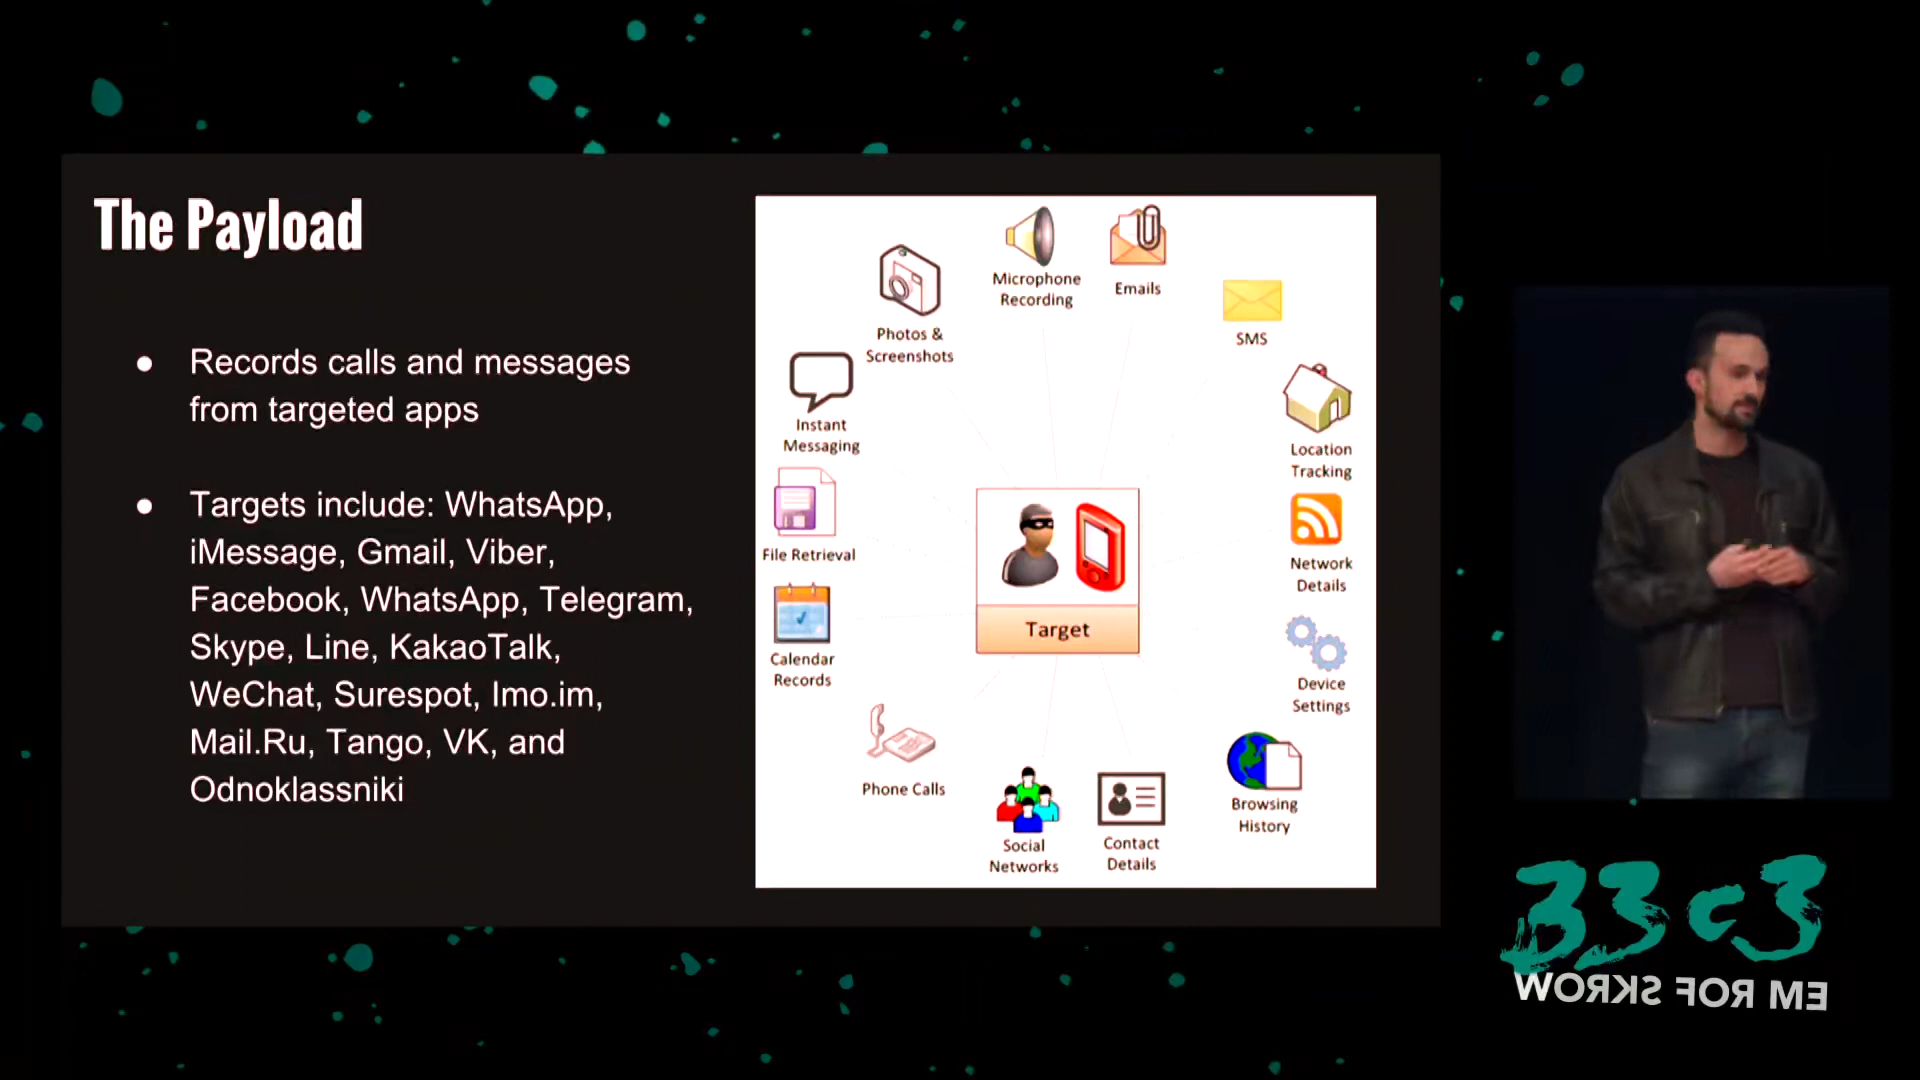 The Payload
● Records calls and messages
from targeted apps
● Targets include: WhatsApp,
iMessage, Gmail, Viber,
Facebook, WhatsApp, Telegram,
Skype, Line, KakaoTalk,
WeChat, Surespot, Imo.im,
Mail.Ru, Tango, VK, and
Odnoklassniki
Microphone
Recording
Emails
SMS
Photos &
Screenshots
Location
Tracking
Instant
Messaging
Network
Details
File Retrieval
Target
Calendar
Records
Device
Settings
Phone Calls
Browsing
History
Social
Networks
Contact
Details
33c3
WORKS FOR ME